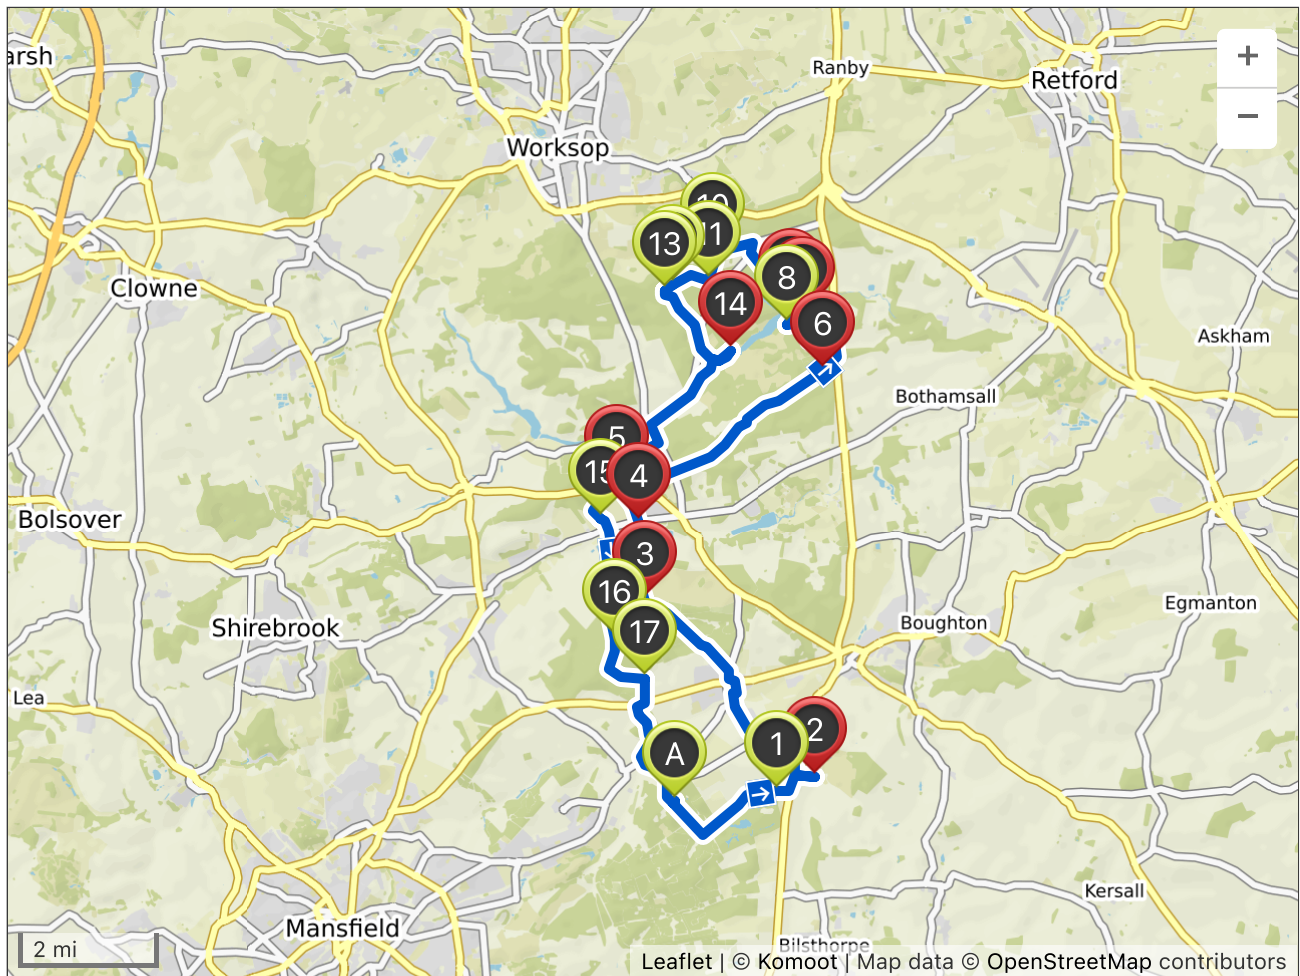 arsh
Ranby
Retford
+
−
Worksop
10
11
13
8
14
6
Clowne
Askham
Bothamsall
5
15
4
Bolsover
3
16
17
Egmanton
Shirebrook
Boughton
Lea
A
1
2
Kersall
Mansfield
Bilsthorpe
2 mi
Leaflet | © Komoot | Map data © OpenStreetMap contributors